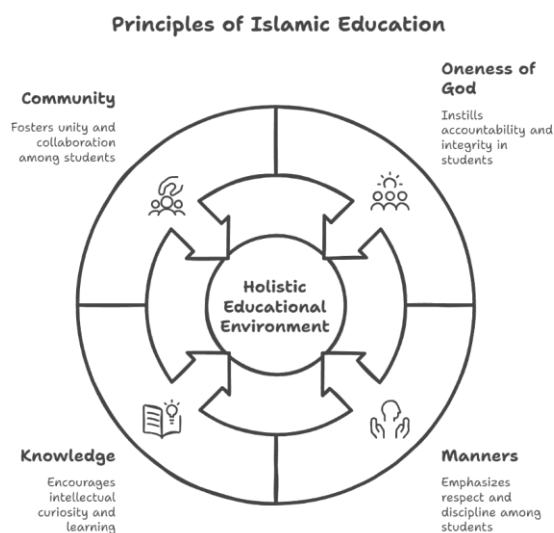 Principles of Islamic Education
Community
Fosters unity and
collaboration
among students
Oneness of
God
Instills
accountability and
integrity in
students
Holistic
Educational
Environment
Knowledge
Encourages
intellectual
curiosity and
learning
Manners
Emphasizes
respect and
discipline among
students